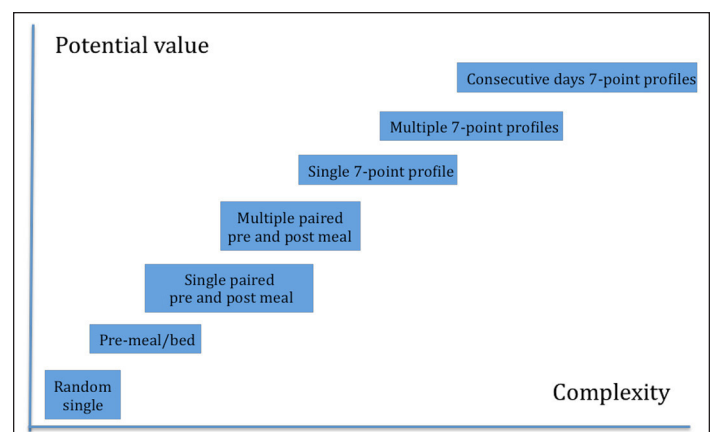 Potential value
Consecutive days 7-point profiles
Multiple 7-point profiles
Single 7-point profile
Multiple paired
pre and post meal
Single paired
pre and post meal
Pre-meal/bed
Random
single
Complexity